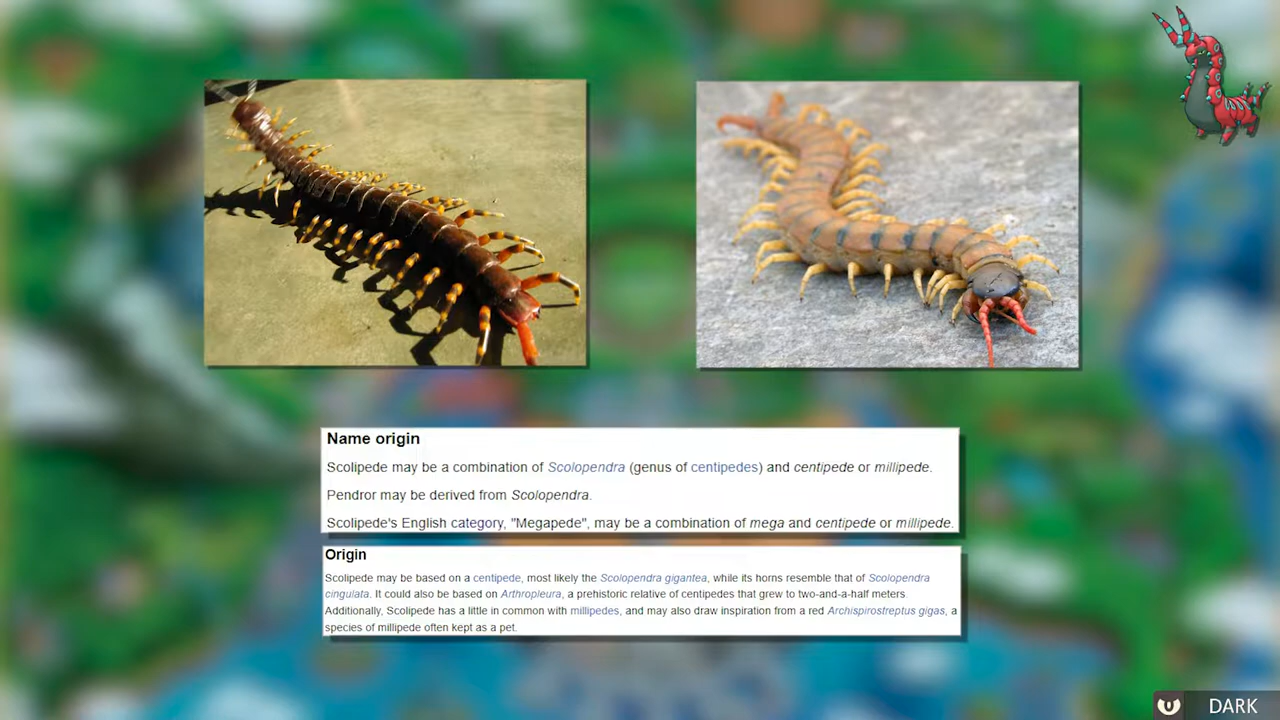 Name origin
Scolipede may be a combination of Scolopendra (genus of centipedes) and centipede or millipede.
Pendror may be derived from Scolopendra.
Scolipede's English category, "Megapede", may be a combination of mega and centipede or millipede.
Origin
Scolipede may be based on a centipede, most likely the Scolopendra gigantea, while its horns resemble that of Scolopendra
cingulata. It could also be based on Arthropleura, a prehistoric relative of centipedes that grew to two-and-a-half meters.
Additionally, Scolipede has a little in common with millipedes, and may also draw inspiration from a red Archispirostreptus gigas, a
species of millipede often kept as a pet.
DARK